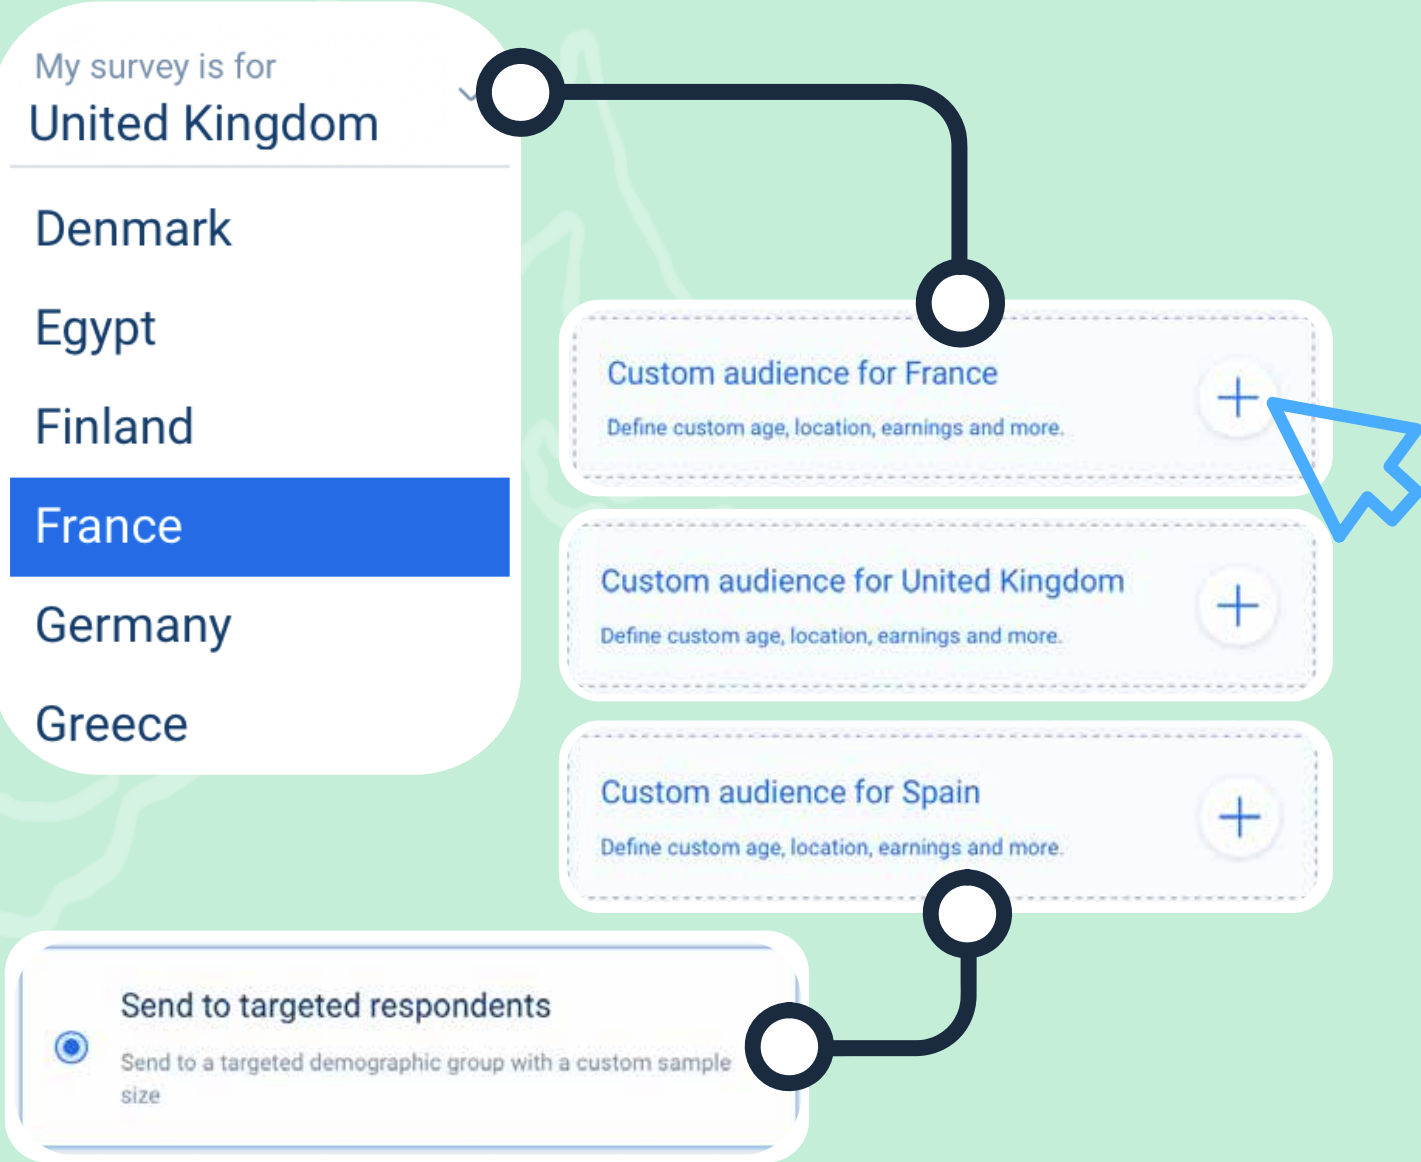 My survey is for
United Kingdom
Denmark
Egypt
Finland
France
Germany
Greece
Custom audience for France
Define custom age, location, earnings and more.
Custom audience for United Kingdom
Define custom age, location, earnings and more.
Custom audience for Spain
Define custom age, location, earnings and more.
Send to targeted respondents
Send to a targeted demographic group with a custom sample
size